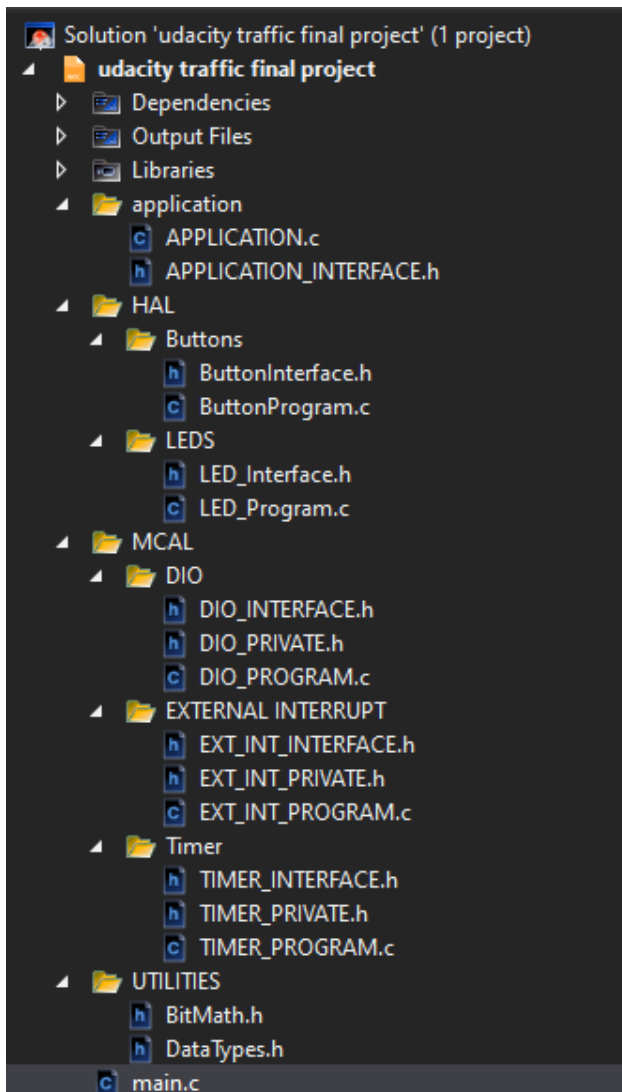 Solution 'udacity traffic final project' (1 project)
udacity traffic final project
Dependencies
Output Files
Libraries
application
APPLICATION.c
APPLICATION_INTERFACE.h
HAL
Buttons
ButtonInterface.h
ButtonProgram.c
LEDS
LED_Interface.h
LED_Program.c
MCAL
DIO
DIO_INTERFACE.h
DIO_PRIVATE.h
DIO_PROGRAM.c
EXTERNAL INTERRUPT
EXT_INT_INTERFACE.h
EXT_INT_PRIVATE.h
EXT_INT_PROGRAM.c
Timer
TIMER_INTERFACE.h
TIMER_PRIVATE.h
TIMER_PROGRAM.c
UTILITIES
BitMath.h
DataTypes.h
main.c